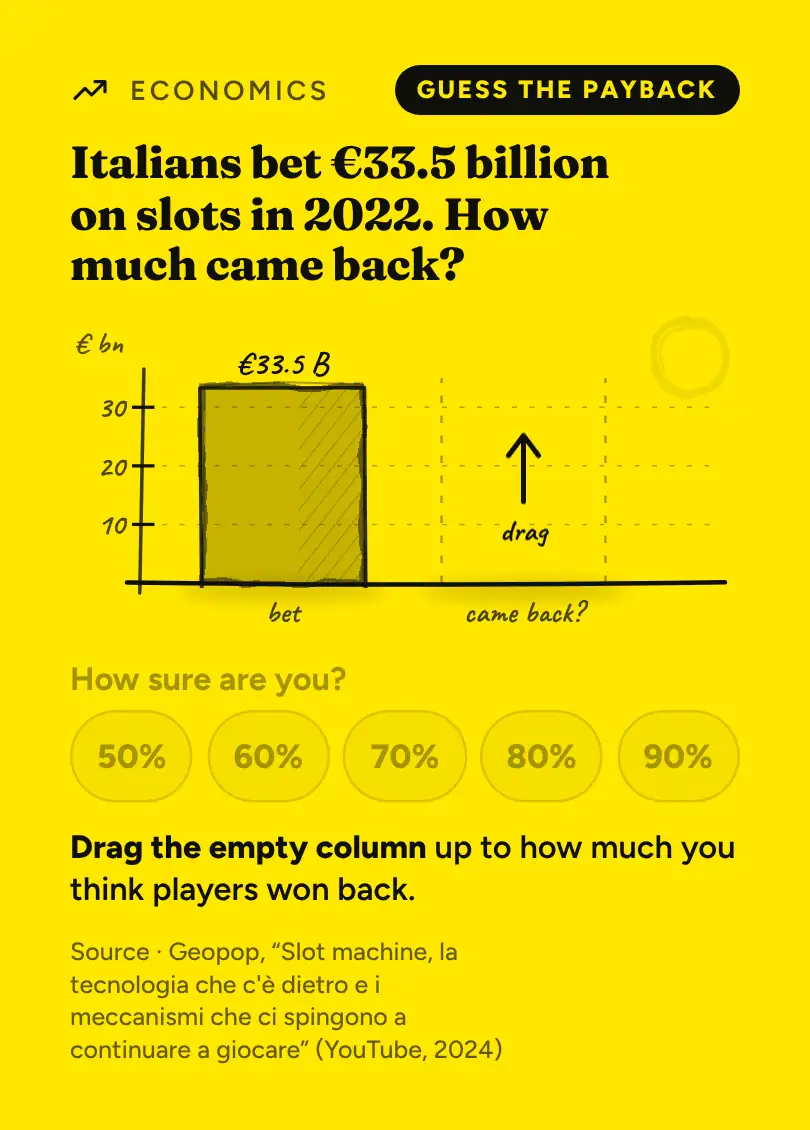 ECONOMICS
GUESS THE PAYBACK
Italians bet €33.5 billion
on slots in 2022. How
much came back?
€ bn
€33.5 B
30
20
10
drag
bet
came back?
How sure are you?
50%
60%
70%
80%
90%
Drag the empty column up to how much you
think players won back.
Source · Geopop, “Slot machine, la
tecnologia che c'è dietro e i
meccanismi che ci spingono a
continuare a giocare” (YouTube, 2024)